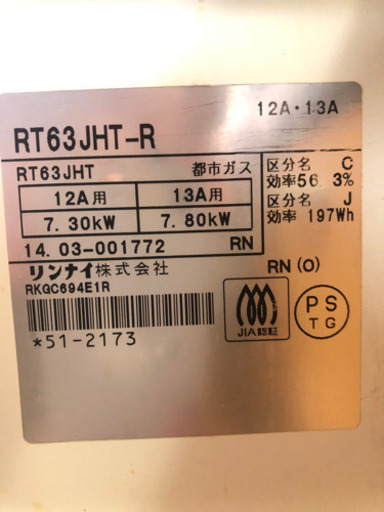 12A・13A
RT63JHT-R
RT63JHT 都市ガス
12A用 13A用
7.30kW 7.80kW
14.03-001772 RN
区分名 C
効率56.3%
区分名 J
効率 197Wh
リンナイ株式会社
RKGC694E1R
RN(O)
*51-2173
JIA認証
PS
TG